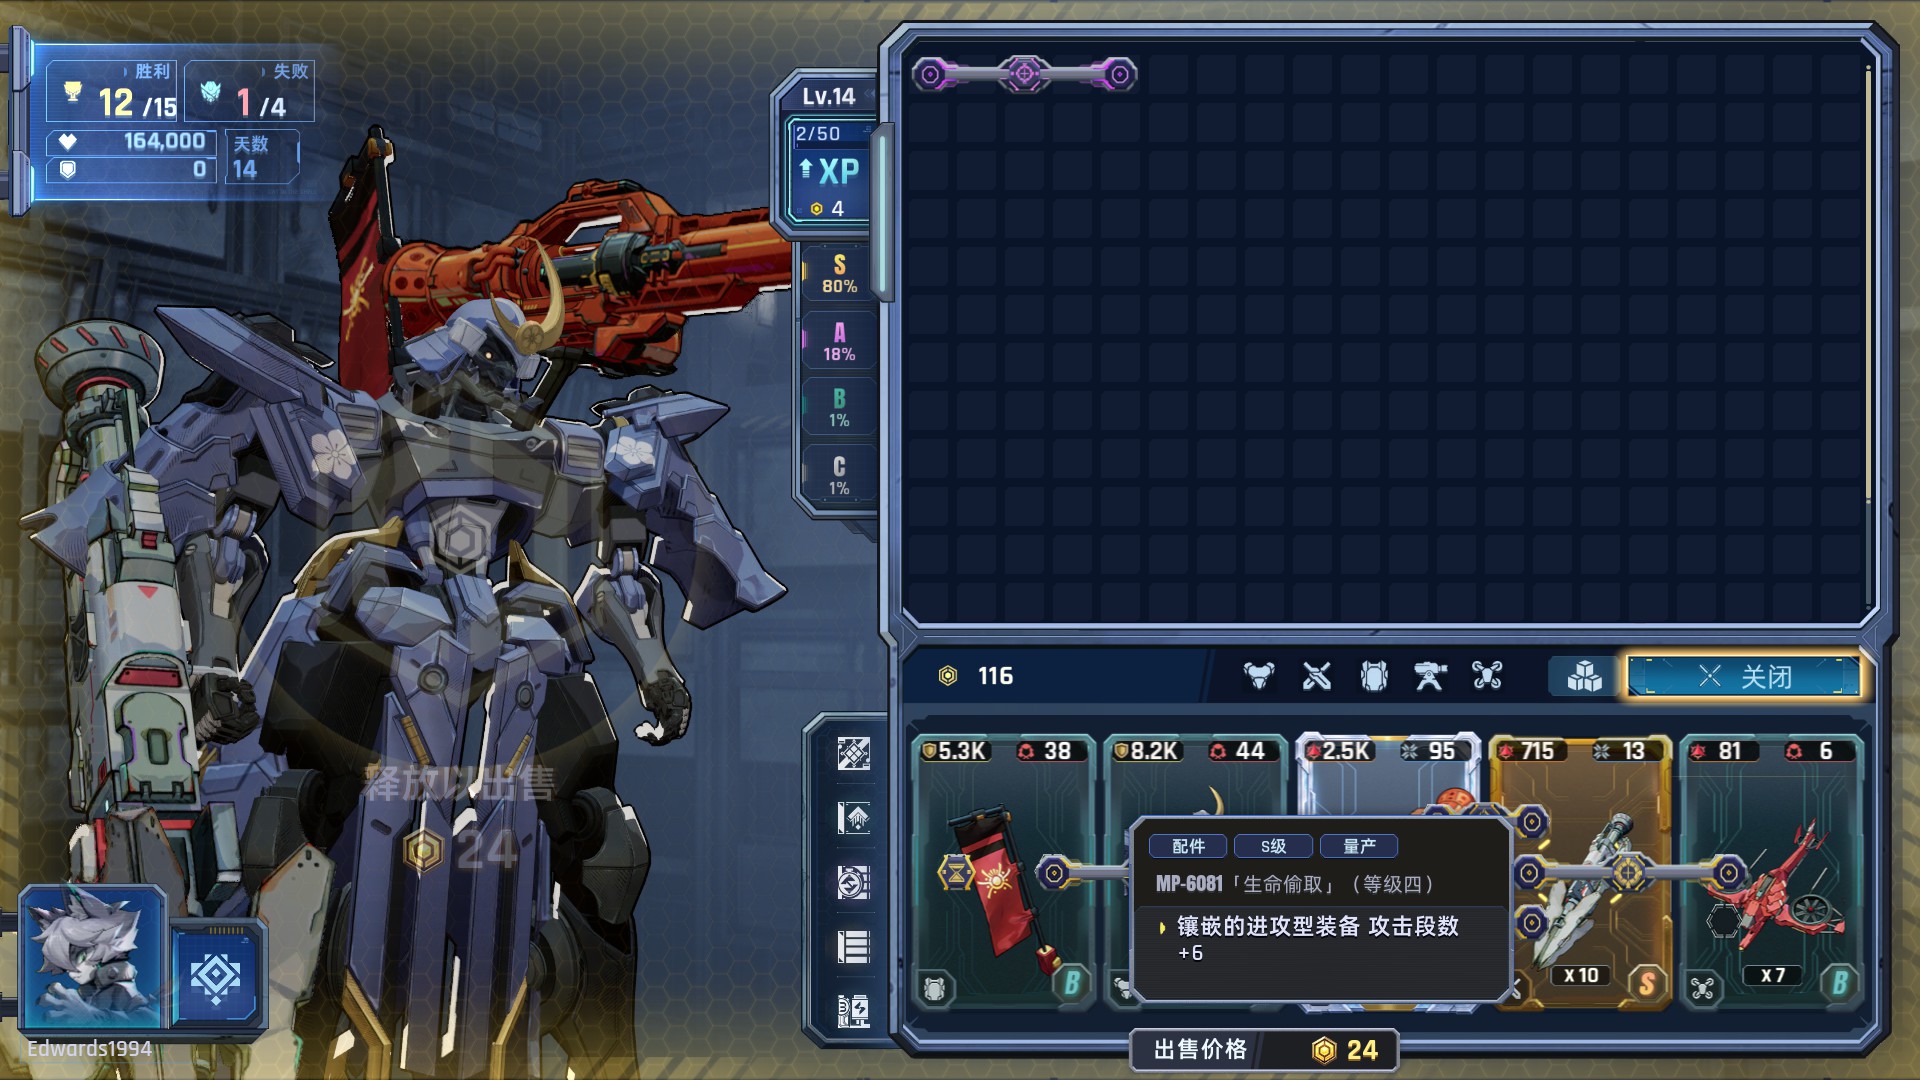 胜利
12 /15
失败
1 /4
164,000
0
天数
14
Lv.14
2/50
XP
4
S
80%
A
18%
B
1%
C
1%
116
关闭
5.3K 38
8.2K 44
2.5K 95
715 13
81 6
配件 S级 量产
MP-6081「生命偷取」（等级四）
镶嵌的进攻型装备 攻击段数
+6
B
x10 S
x7 B
释放以出售
24
出售价格 24
Edwards1994